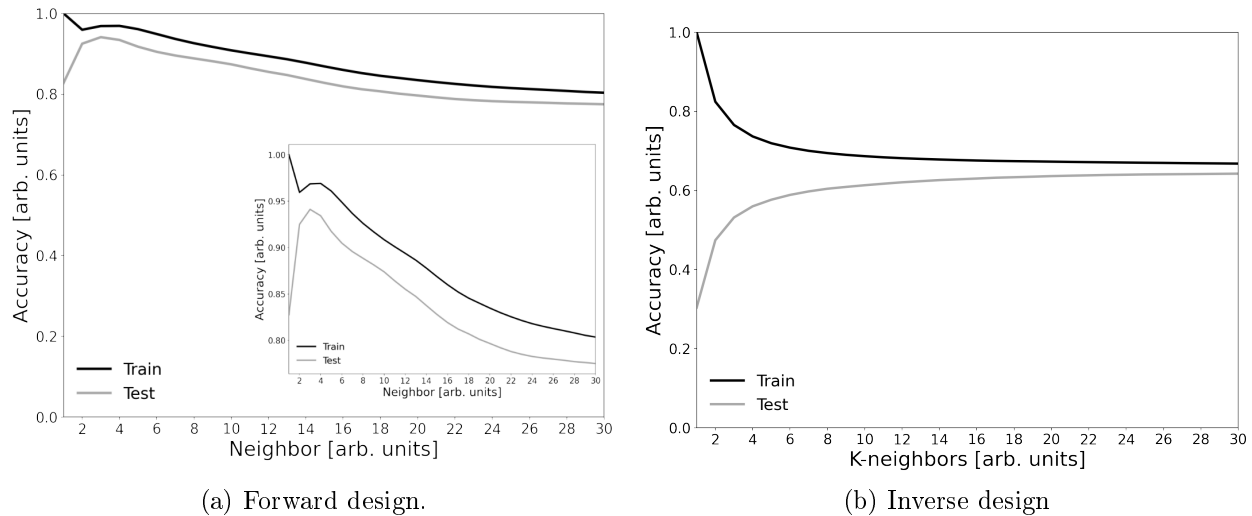 1.0
0.8
0.6
0.4
0.2
0.0
Accuracy [arb. units]
Train
Test
2 4 6 8 10 12 14 16 18 20 22 24 26 28 30
Neighbor [arb. units]
1.00
0.95
0.90
0.85
0.80
Accuracy [arb. units]
Train
Test
2 4 6 8 10 12 14 16 18 20 22 24 26 28 30
Neighbor [arb. units]
(a) Forward design.
1.0
0.8
0.6
0.4
0.2
0.0
Accuracy [arb. units]
Train
Test
2 4 6 8 10 12 14 16 18 20 22 24 26 28 30
K-neighbors [arb. units]
(b) Inverse design